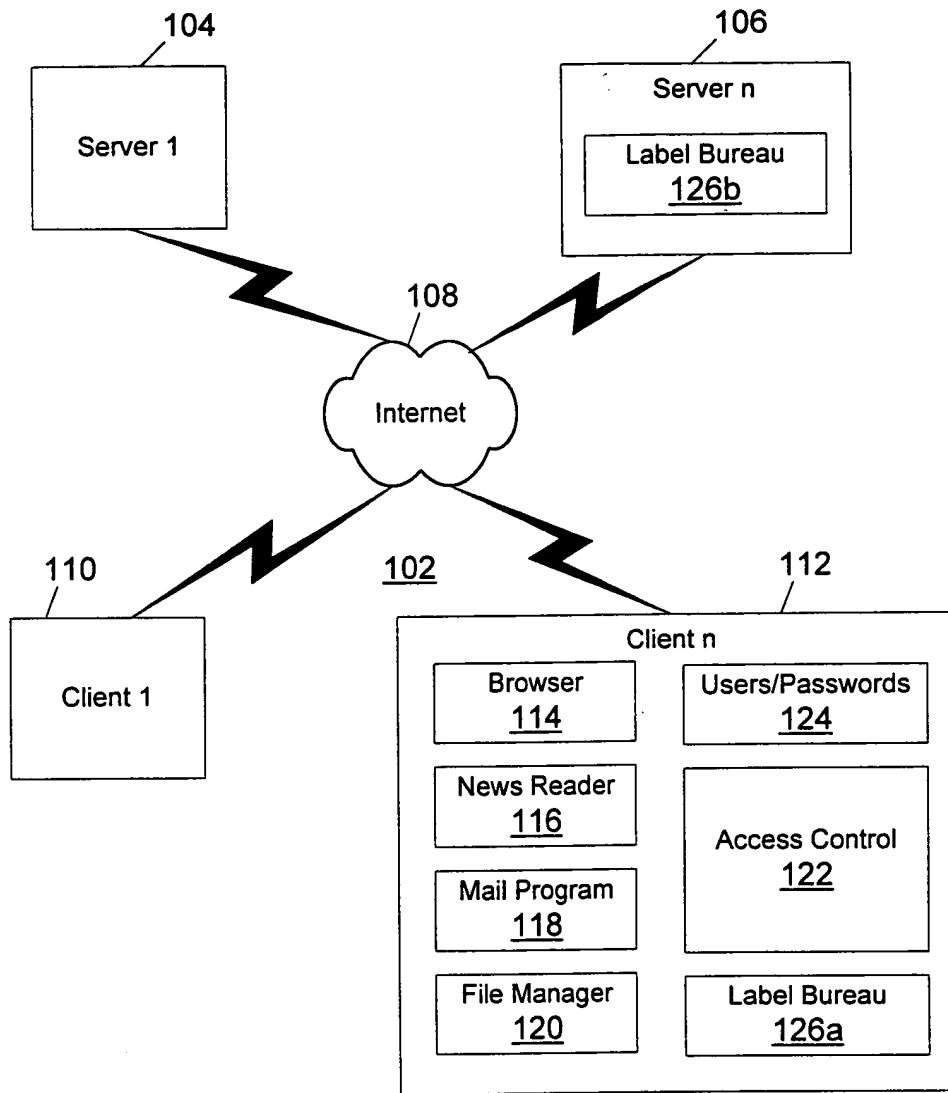 104
Server 1
106
Server n
Label Bureau
126b
108
Internet
102
110
Client 1
112
Client n
Browser
114
Users/Passwords
124
News Reader
116
Access Control
122
Mail Program
118
File Manager
120
Label Bureau
126a